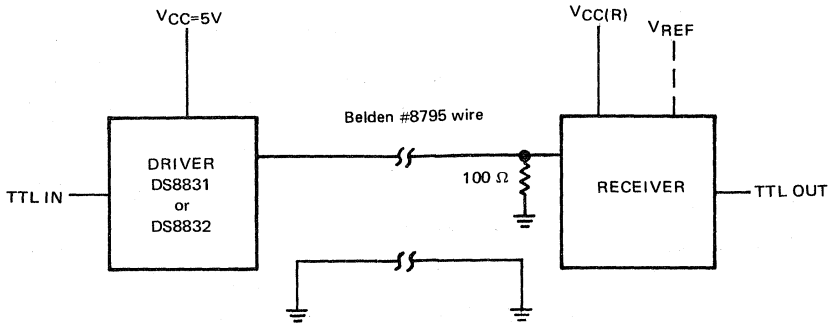 VCC=5V
VCC(R)
VREF
Belden #8795 wire
DRIVER
DS8831
or
DS8832
TTL IN
100 Ω
RECEIVER
TTL OUT